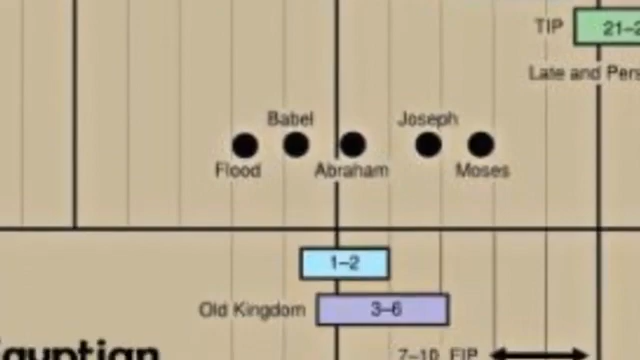 TIP 21–2
Late and Pers
Babel Joseph
Flood Abraham Moses
1–2
Old Kingdom 3–6
Egyptian 7–10 FIP